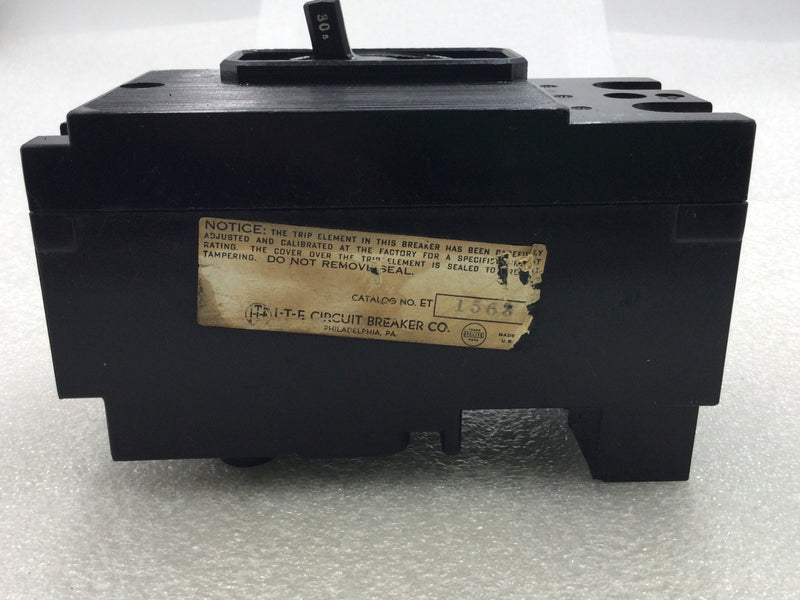 30
NOTICE: THE TRIP ELEMENT IN THIS BREAKER HAS BEEN CAREFULLY
ADJUSTED AND CALIBRATED AT THE FACTORY FOR A SPECIFIC
RATING. THE COVER OVER THE TRIP ELEMENT IS SEALED TO
TAMPERING. DO NOT REMOVE SEAL.
CATALOG NO. ET 1568
I-T-E I-T-E CIRCUIT BREAKER CO.
PHILADELPHIA, PA.
MADE
U.S.